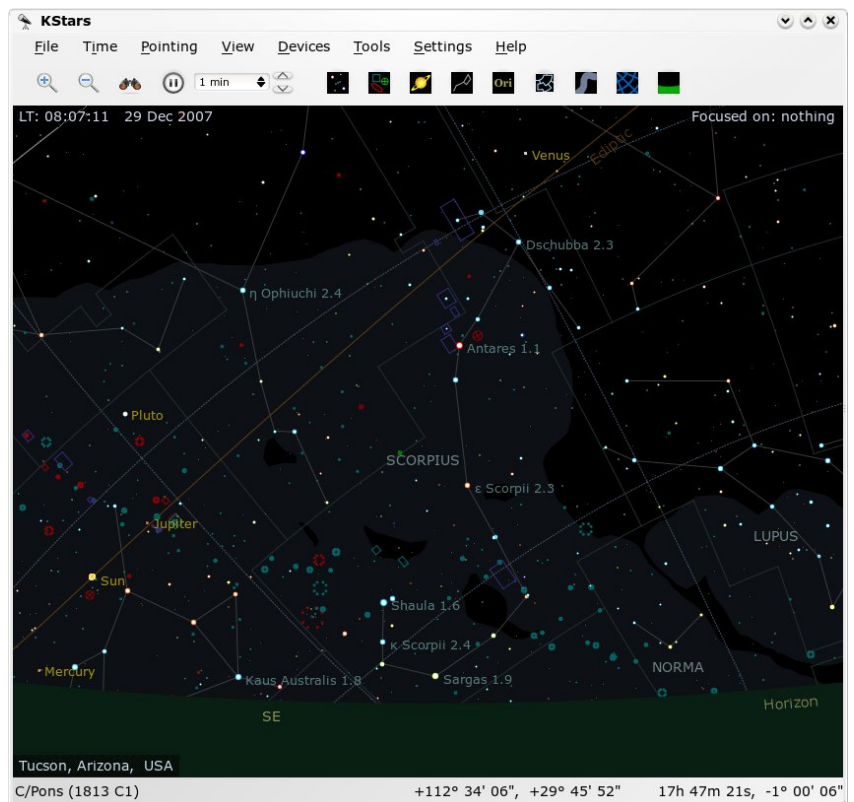 KStars
File Time Pointing View Devices Tools Settings Help
1 min Ori
LT: 08:07:11 29 Dec 2007 Focused on: nothing
Venus
Ecliptic
Dschubba 2.3
η Ophiuchi 2.4
Antares 1.1
Pluto
SCORPIUS
ε Scorpii 2.3
Jupiter
LUPUS
Sun
Shaula 1.6
κ Scorpii 2.4
Mercury
Kaus Australis 1.8
Sargas 1.9
NORMA
SE
Horizon
Tucson, Arizona, USA
C/Pons (1813 C1) +112° 34' 06", +29° 45' 52" 17h 47m 21s, -1° 00' 06"